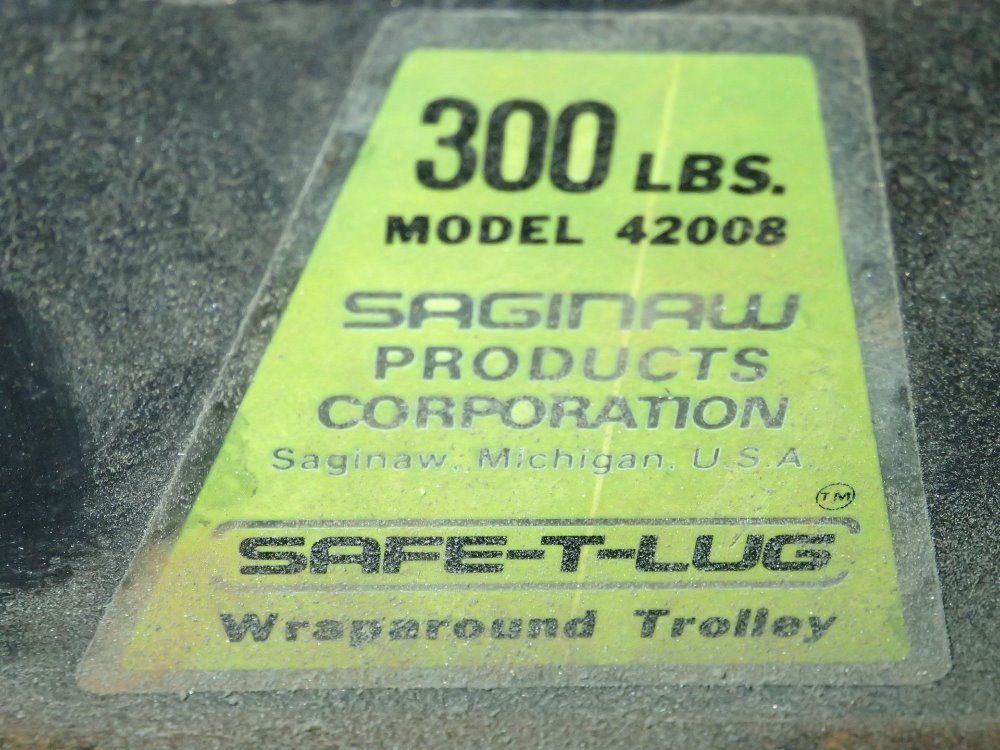 300 LBS.
MODEL 42008
SAGINAW
PRODUCTS
CORPORATION
Saginaw, Michigan, U.S.A.
TM
SAFE-T-LUG
Wraparound Trolley